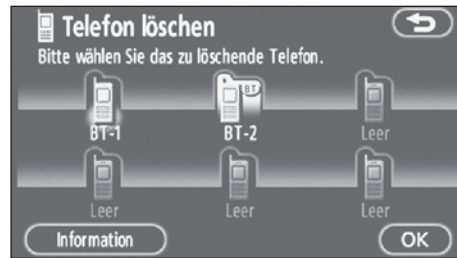 Telefon löschen
Bitte wählen Sie das zu löschende Telefon.
BT
BT-1 BT-2 Leer
Leer Leer Leer
Information OK